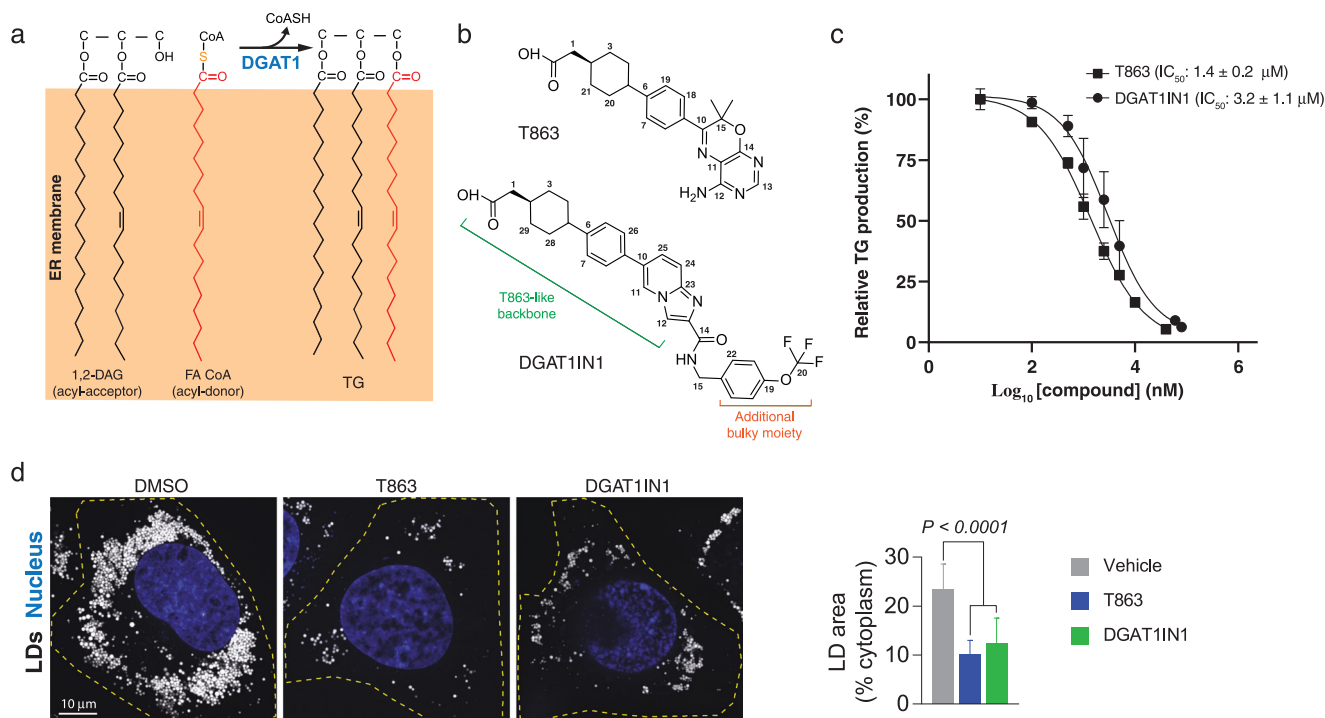 a
CoASH
CoA
DGAT1
O
O
OH
S
O
O
O
C
O
C
O
C
O
C
O
C
O
C
O
ER membrane
1,2-DAG
(acyl-acceptor)
FA CoA
(acyl-donor)
TG
b
OH
O
1
3
21
20
6
7
19
18
10
15
O
N
11
14
N
N
13
12
NH₂
T863
OH
O
1
3
29
28
6
7
26
25
10
24
11
23
N
N
12
14
O
NH
22
15
19
O
20
F
F
F
T863-like
backbone
DGAT1IN1
Additional
bulky moiety
c
T863 (IC₅₀: 1.4 ± 0.2 μM)
DGAT1IN1 (IC₅₀: 3.2 ± 1.1 μM)
Relative TG production (%)
100
75
50
25
0
0
2
4
6
Log₁₀ [compound] (nM)
d
LDs Nucleus
DMSO
T863
DGAT1IN1
10 μm
P < 0.0001
LD area
(% cytoplasm)
30
20
10
0
Vehicle
T863
DGAT1IN1